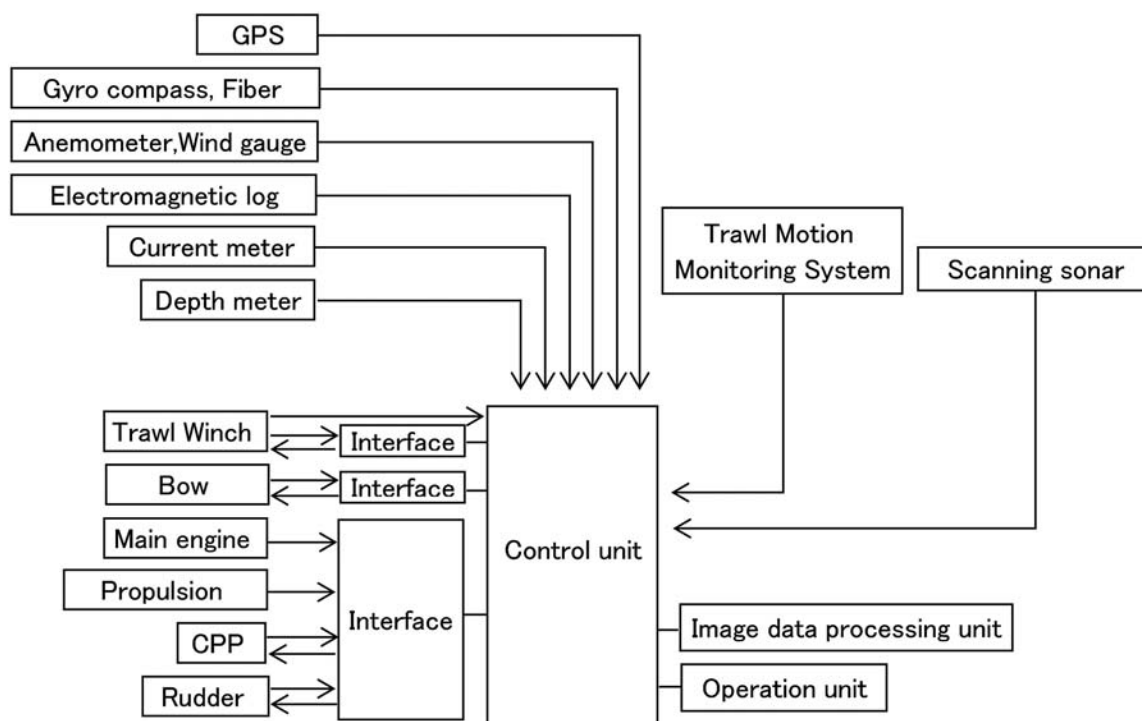 GPS
Gyro compass, Fiber
Anemometer,Wind gauge
Electromagnetic log
Current meter
Depth meter
Trawl Motion
Monitoring System
Scanning sonar
Trawl Winch
Interface
Bow
Interface
Main engine
Propulsion
CPP
Rudder
Interface
Control unit
Image data processing unit
Operation unit